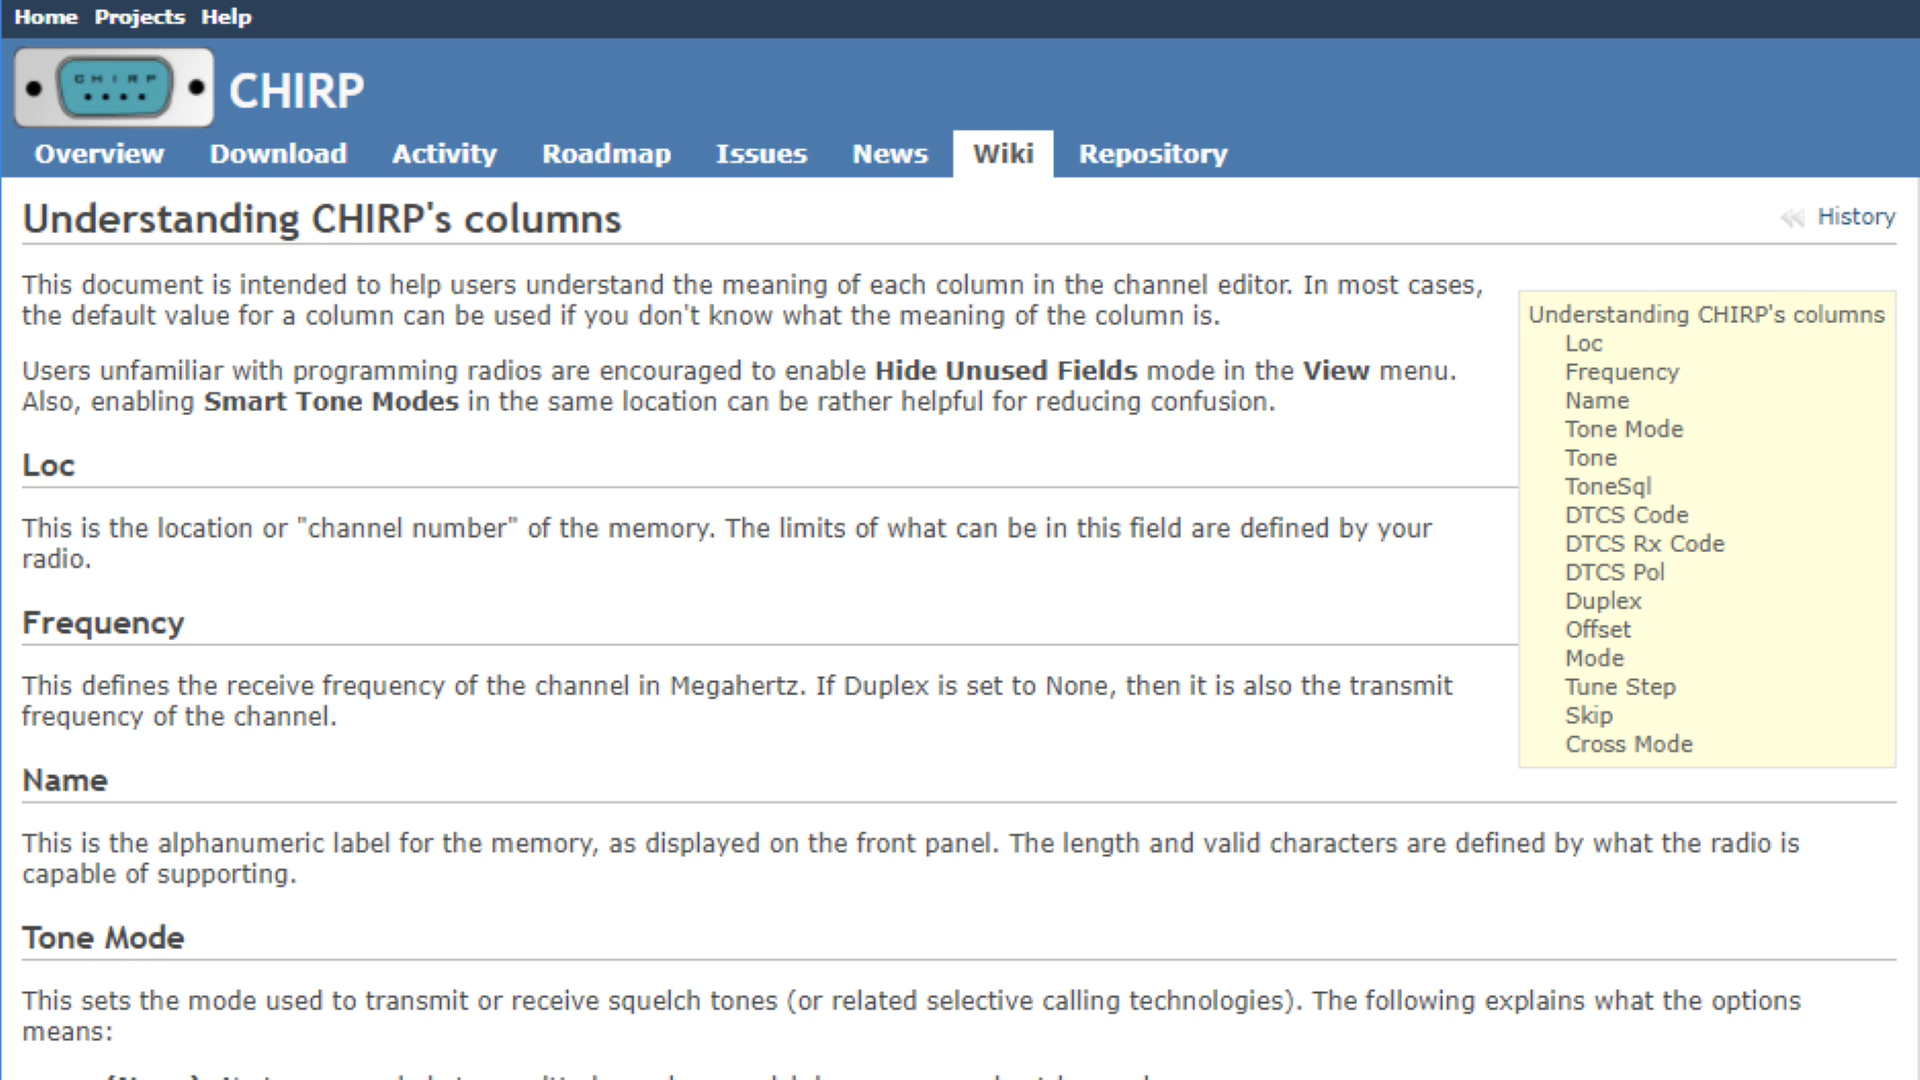 Home Projects Help
CHIRP
CHIRP
Overview Download Activity Roadmap Issues News Wiki Repository
Understanding CHIRP's columns
History
This document is intended to help users understand the meaning of each column in the channel editor. In most cases,
the default value for a column can be used if you don't know what the meaning of the column is.
Users unfamiliar with programming radios are encouraged to enable Hide Unused Fields mode in the View menu.
Also, enabling Smart Tone Modes in the same location can be rather helpful for reducing confusion.
Understanding CHIRP's columns
Loc
Frequency
Name
Tone Mode
Tone
ToneSql
DTCS Code
DTCS Rx Code
DTCS Pol
Duplex
Offset
Mode
Tune Step
Skip
Cross Mode
Loc
This is the location or "channel number" of the memory. The limits of what can be in this field are defined by your
radio.
Frequency
This defines the receive frequency of the channel in Megahertz. If Duplex is set to None, then it is also the transmit
frequency of the channel.
Name
This is the alphanumeric label for the memory, as displayed on the front panel. The length and valid characters are defined by what the radio is
capable of supporting.
Tone Mode
This sets the mode used to transmit or receive squelch tones (or related selective calling technologies). The following explains what the options
means: